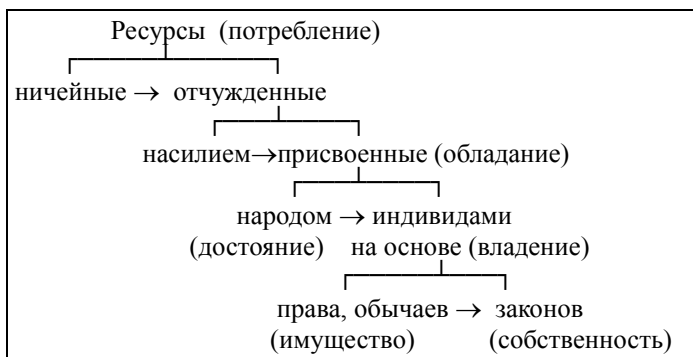 Ресурсы (потребление)
ничейные → отчужденные
насилием→присвоенные (обладание)
народом → индивидами
(достояние) на основе (владение)
права, обычаев → законов
(имущество) (собственность)